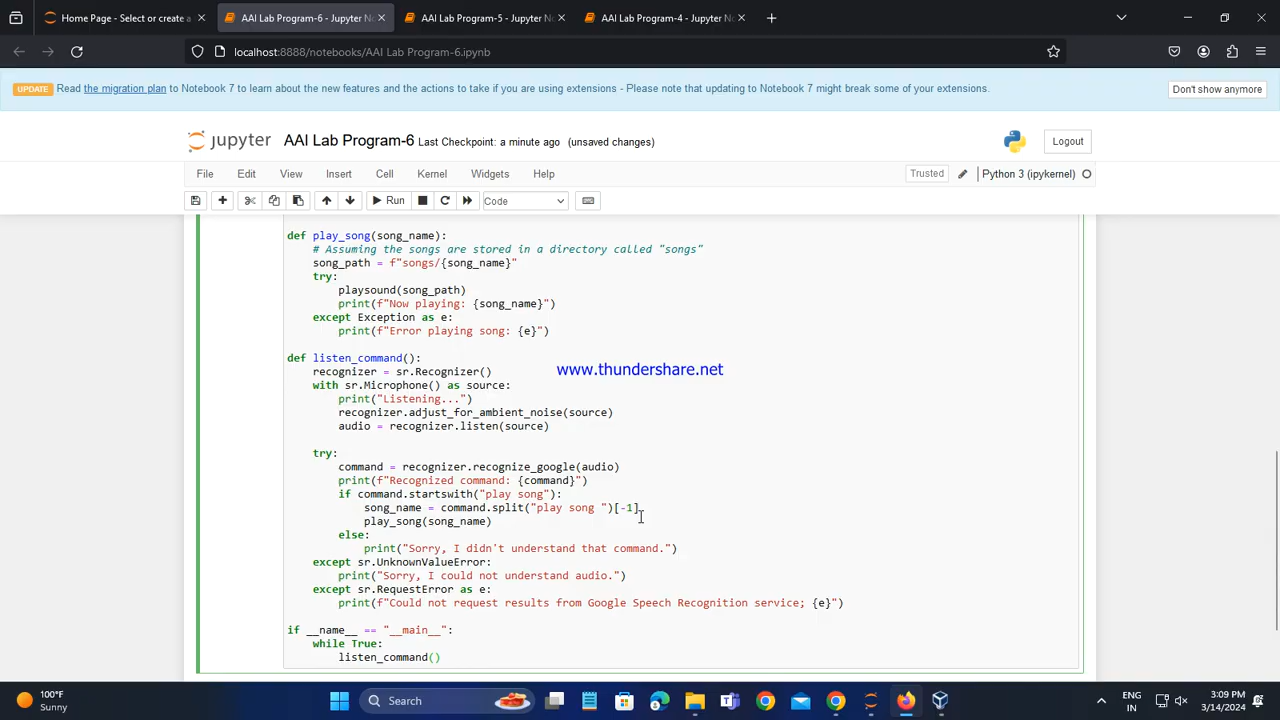 Home Page - Select or create a
AAI Lab Program-6 - Jupyter No
AAI Lab Program-5 - Jupyter No
AAI Lab Program-4 - Jupyter No
localhost:8888/notebooks/AAI Lab Program-6.ipynb
UPDATE Read the migration plan to Notebook 7 to learn about the new features and the actions to take if you are using extensions - Please note that updating to Notebook 7 might break some of your extensions. Don't show anymore
jupyter AAI Lab Program-6 Last Checkpoint: a minute ago (unsaved changes) Logout
File Edit View Insert Cell Kernel Widgets Help Trusted Python 3 (ipykernel)
Run Code
def play_song(song_name):
    # Assuming the songs are stored in a directory called "songs"
    song_path = f"songs/{song_name}"
    try:
        playsound(song_path)
        print(f"Now playing: {song_name}")
    except Exception as e:
        print(f"Error playing song: {e}")
def listen_command():
    recognizer = sr.Recognizer()
    with sr.Microphone() as source:
        print("Listening...")
        recognizer.adjust_for_ambient_noise(source)
        audio = recognizer.listen(source)
    try:
        command = recognizer.recognize_google(audio)
        print(f"Recognized command: {command}")
        if command.startswith("play song"):
            song_name = command.split("play song ")[-1]
            play_song(song_name)
        else:
            print("Sorry, I didn't understand that command.")
    except sr.UnknownValueError:
        print("Sorry, I could not understand audio.")
    except sr.RequestError as e:
        print(f"Could not request results from Google Speech Recognition service; {e}")
if __name__ == "__main__":
    while True:
        listen_command()
www.thundershare.net
100°F
Sunny
Search
ENG
IN
3:09 PM
3/14/2024